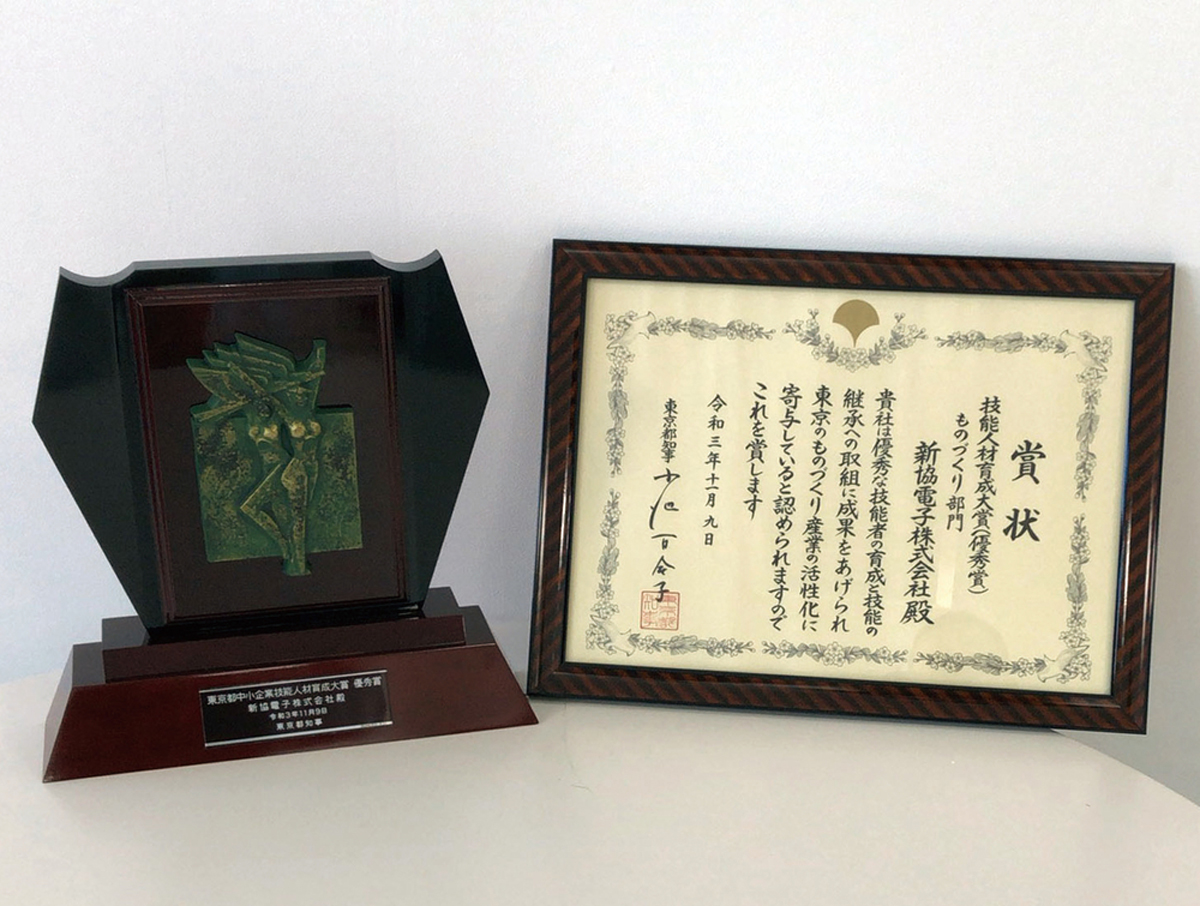 東京都中小企業技能人材育成大賞 優秀賞
新協電子株式会社殿
令和3年11月9日
東京都知事
賞状
技能人材育成大賞(優秀賞)
ものづくり部門
新協電子株式会社殿
貴社は優秀な技能者の育成と技能の
継承への取組に成果をあげられ
東京のものづくり産業の活性化に
寄与していると認められますので
これを賞します
令和三年十一月九日
東京都知事 小池百合子